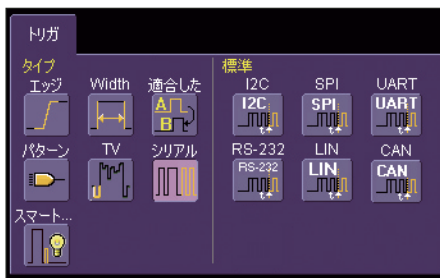 トリガ
タイプ
標準
エッジ Width 適合した
A
B
I2C SPI UART
I2C SPI UART
パターン TV シリアル
RS-232 LIN CAN
RS-232 LIN CAN
スマート...